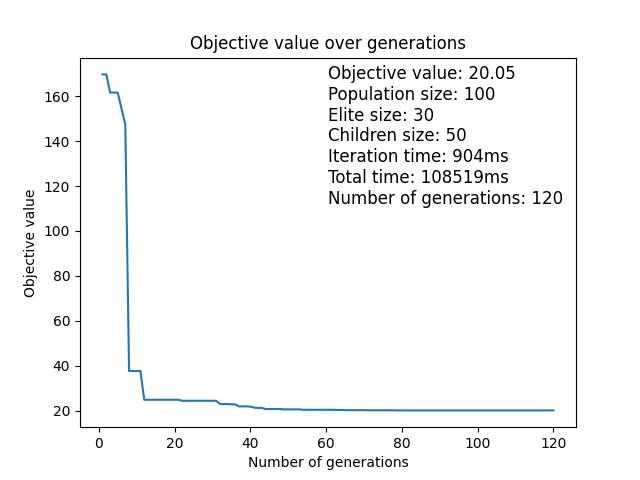 Objective value over generations
Objective value: 20.05
Population size: 100
Elite size: 30
Children size: 50
Iteration time: 904ms
Total time: 108519ms
Number of generations: 120
Objective value
160
140
120
100
80
60
40
20
0 20 40 60 80 100 120
Number of generations